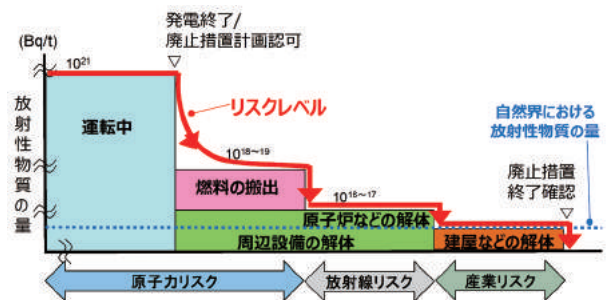 発電終了/
廃止措置計画認可
(Bq/t)
10²¹
リスクレベル
放射性物質の量
運転中
自然界における
放射性物質の量
10¹⁸～¹⁹
廃止措置
終了確認
燃料の搬出
10¹⁶～¹⁷
原子炉などの解体
周辺設備の解体
建屋などの解体
原子力リスク
放射線リスク
産業リスク